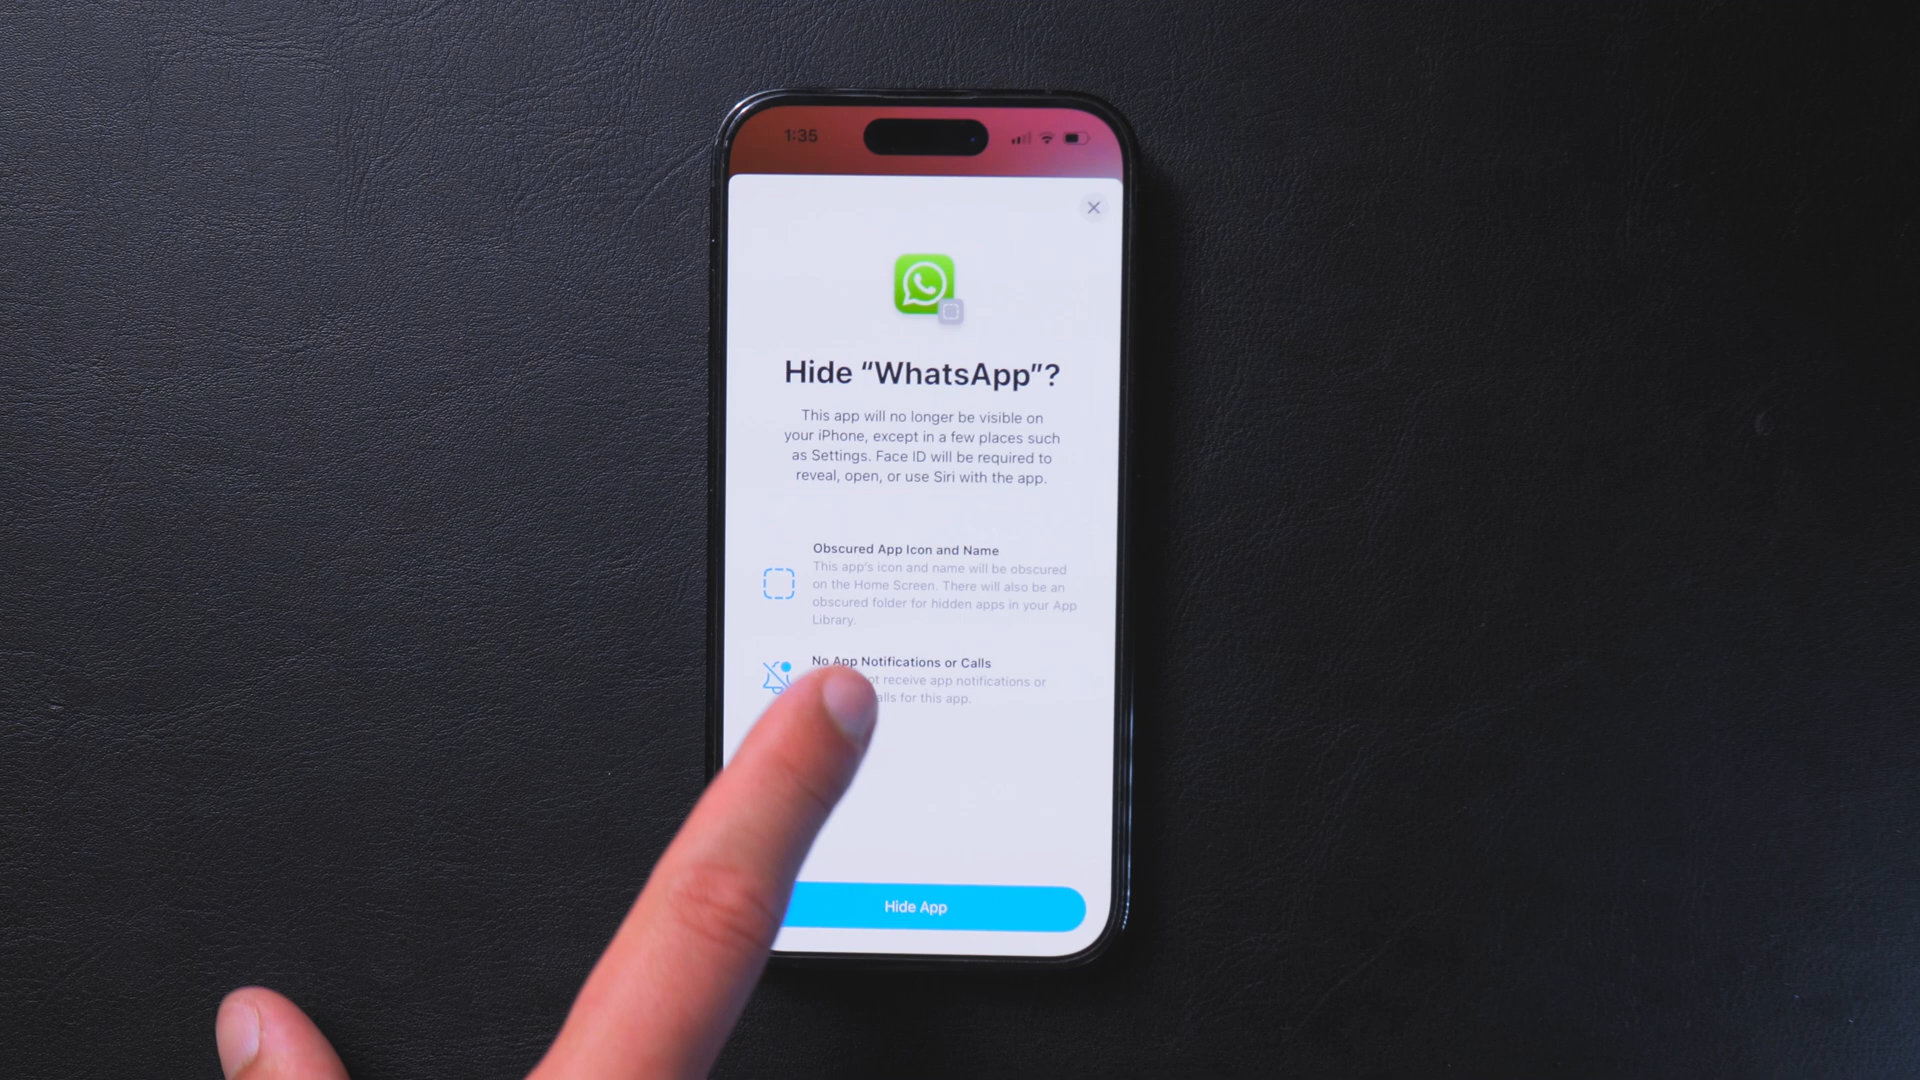 1:35
Hide “WhatsApp”?
This app will no longer be visible on
your iPhone, except in a few places such
as Settings. Face ID will be required to
reveal, open, or use Siri with the app.
Obscured App Icon and Name
This app's icon and name will be obscured
on the Home Screen. There will also be an
obscured folder for hidden apps in your App
Library.
No App Notifications or Calls
receive app notifications or
for this app.
Hide App